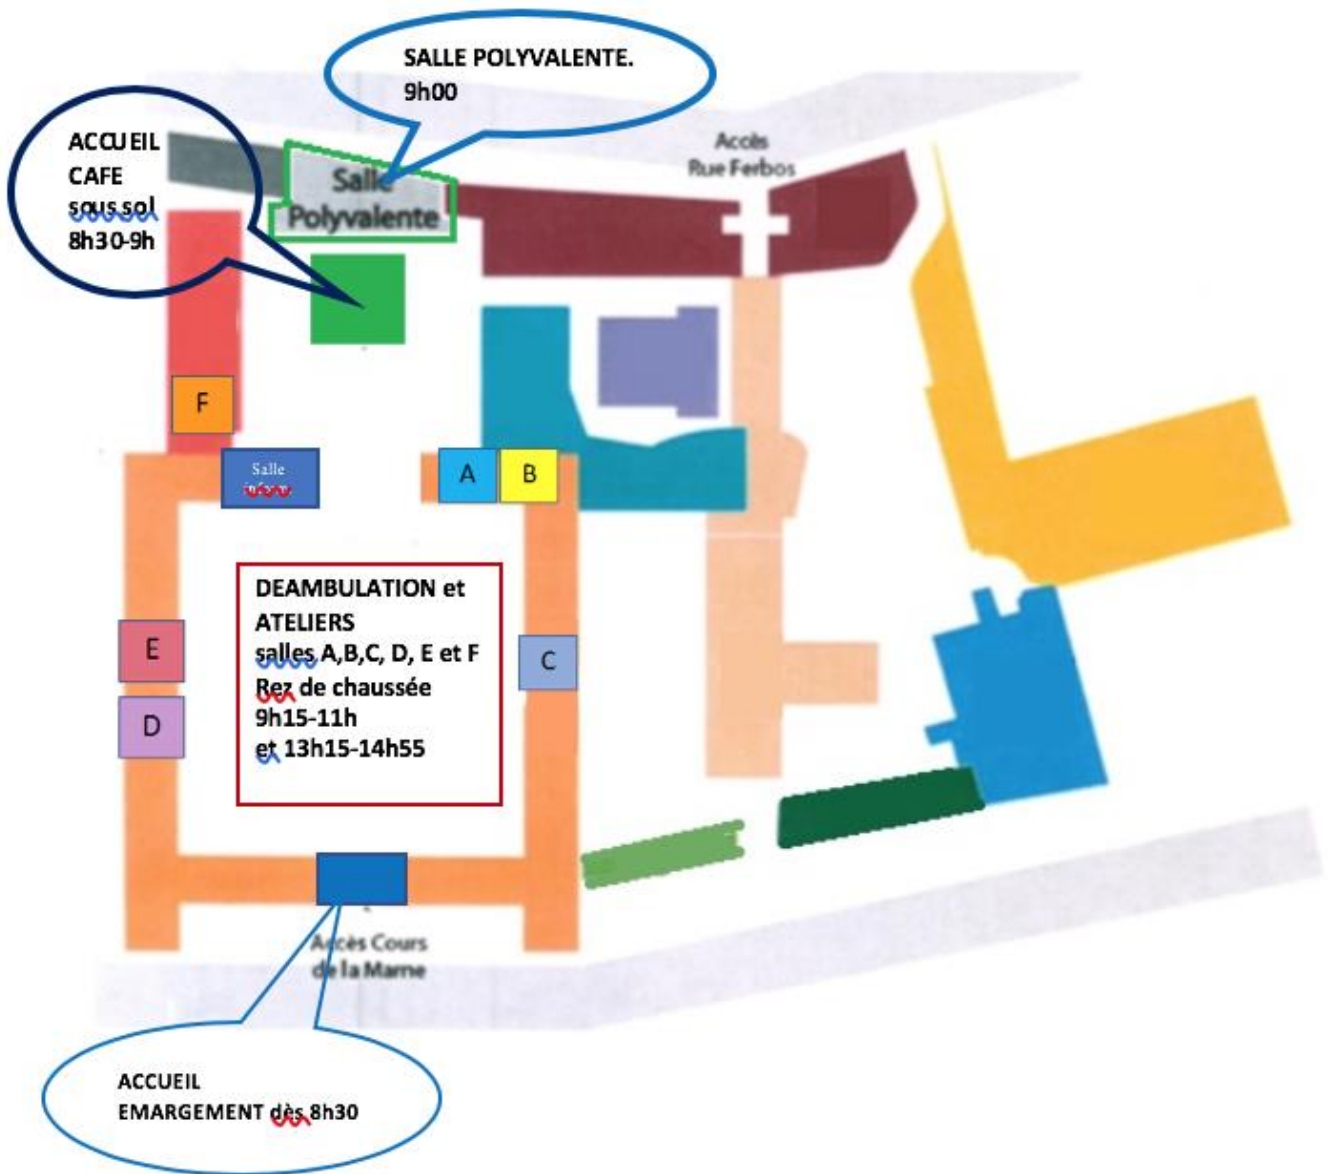 SALLE POLYVALENTE.
9h00
ACCUEIL
CAFE
sous sol
8h30-9h
Accès
Rue Ferbos
Salle
Polyvalente
F
Salle
A
B
DEAMBULATION et
ATELIERS
salles A,B,C, D, E et F
Rez de chaussée
9h15-11h
et 13h15-14h55
E
C
D
Accès Cours
de la Marne
ACCUEIL
EMARGEMENT dès 8h30